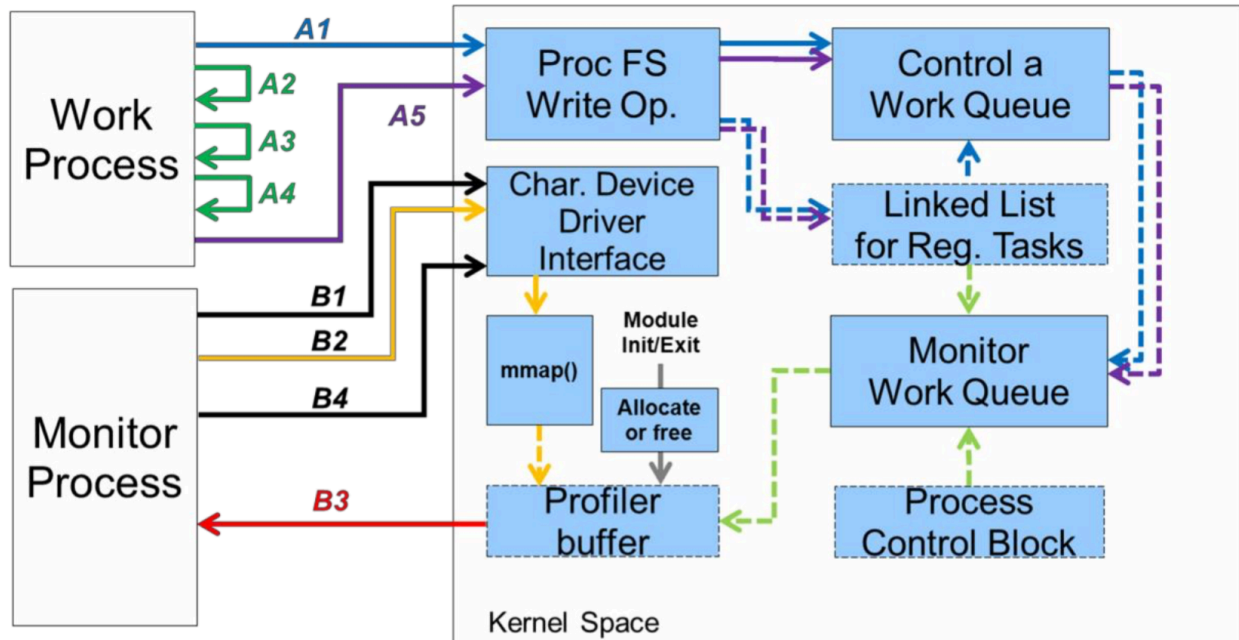 Work
Process
A1
A2
A3
A4
A5
Monitor
Process
B1
B2
B4
B3
Proc FS
Write Op.
Control a
Work Queue
Char. Device
Driver
Interface
Linked List
for Reg. Tasks
mmap()
Module
Init/Exit
Allocate
or free
Monitor
Work Queue
Profiler
buffer
Process
Control Block
Kernel Space